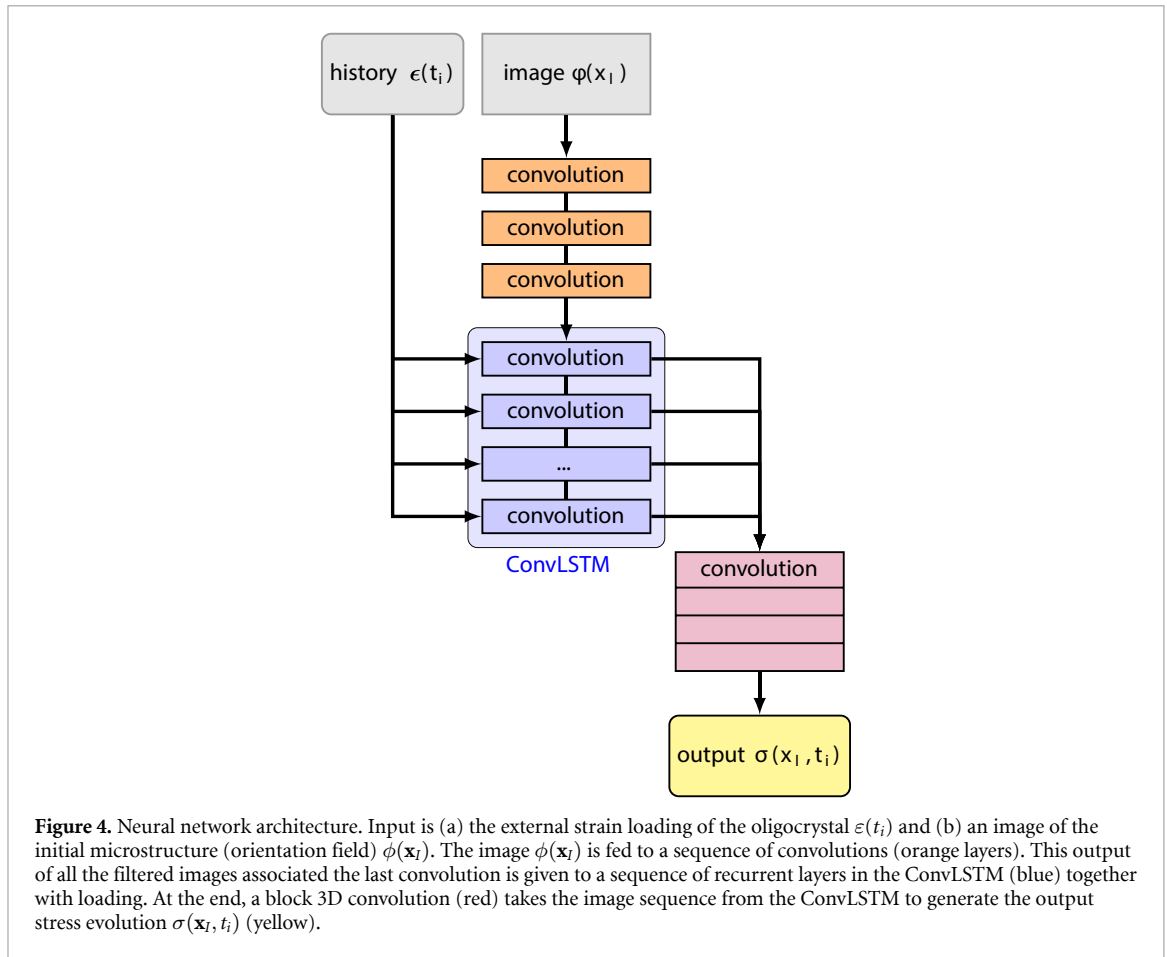 history ϵ(tᵢ)
image φ(x_I)
convolution
convolution
convolution
convolution
convolution
...
convolution
ConvLSTM
convolution
output σ(x_I,tᵢ)
Figure 4. Neural network architecture. Input is (a) the external strain loading of the oligocrystal ε(tᵢ) and (b) an image of the
initial microstructure (orientation field) ϕ(x_I). The image ϕ(x_I) is fed to a sequence of convolutions (orange layers). This output
of all the filtered images associated the last convolution is given to a sequence of recurrent layers in the ConvLSTM (blue) together
with loading. At the end, a block 3D convolution (red) takes the image sequence from the ConvLSTM to generate the output
stress evolution σ(x_I, tᵢ) (yellow).